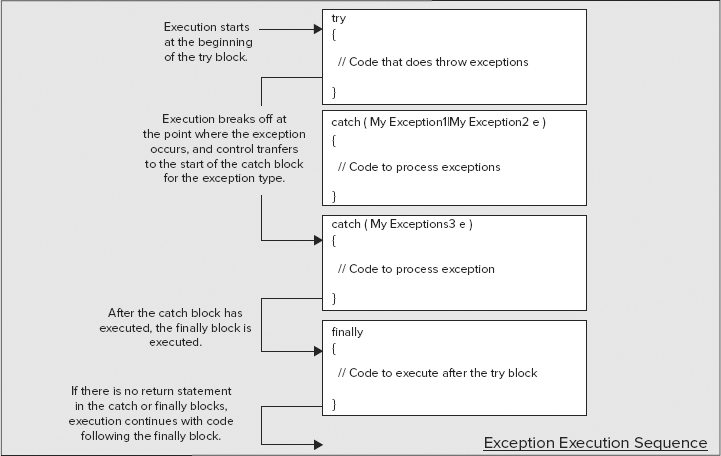 Execution starts
at the beginning
of the try block.
try
{
// Code that does throw exceptions
}
Execution breaks off at
the point where the exception
occurs, and control tranfers
to the start of the catch block
for the exception type.
catch ( My Exception1|My Exception2 e )
{
// Code to process exceptions
}
catch ( My Exceptions3 e )
{
// Code to process exception
}
After the catch block has
executed, the finally block is
executed.
finally
{
// Code to execute after the try block
}
If there is no return statement
in the catch or finally blocks,
execution continues with code
following the finally block.
Exception Execution Sequence